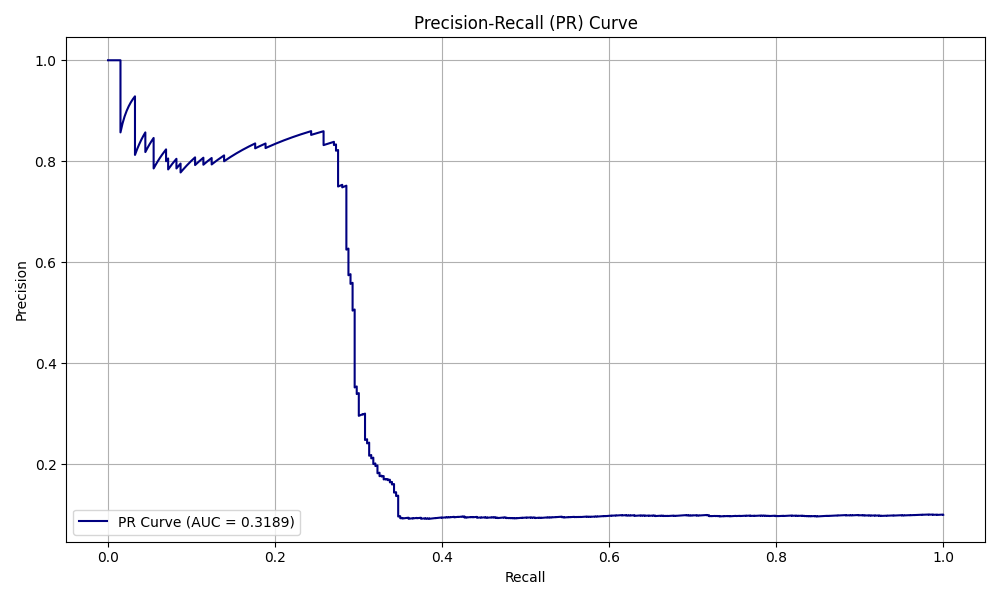 Precision-Recall (PR) Curve
1.0
0.8
0.6
0.4
0.2
Precision
PR Curve (AUC = 0.3189)
0.0 0.2 0.4 0.6 0.8 1.0
Recall